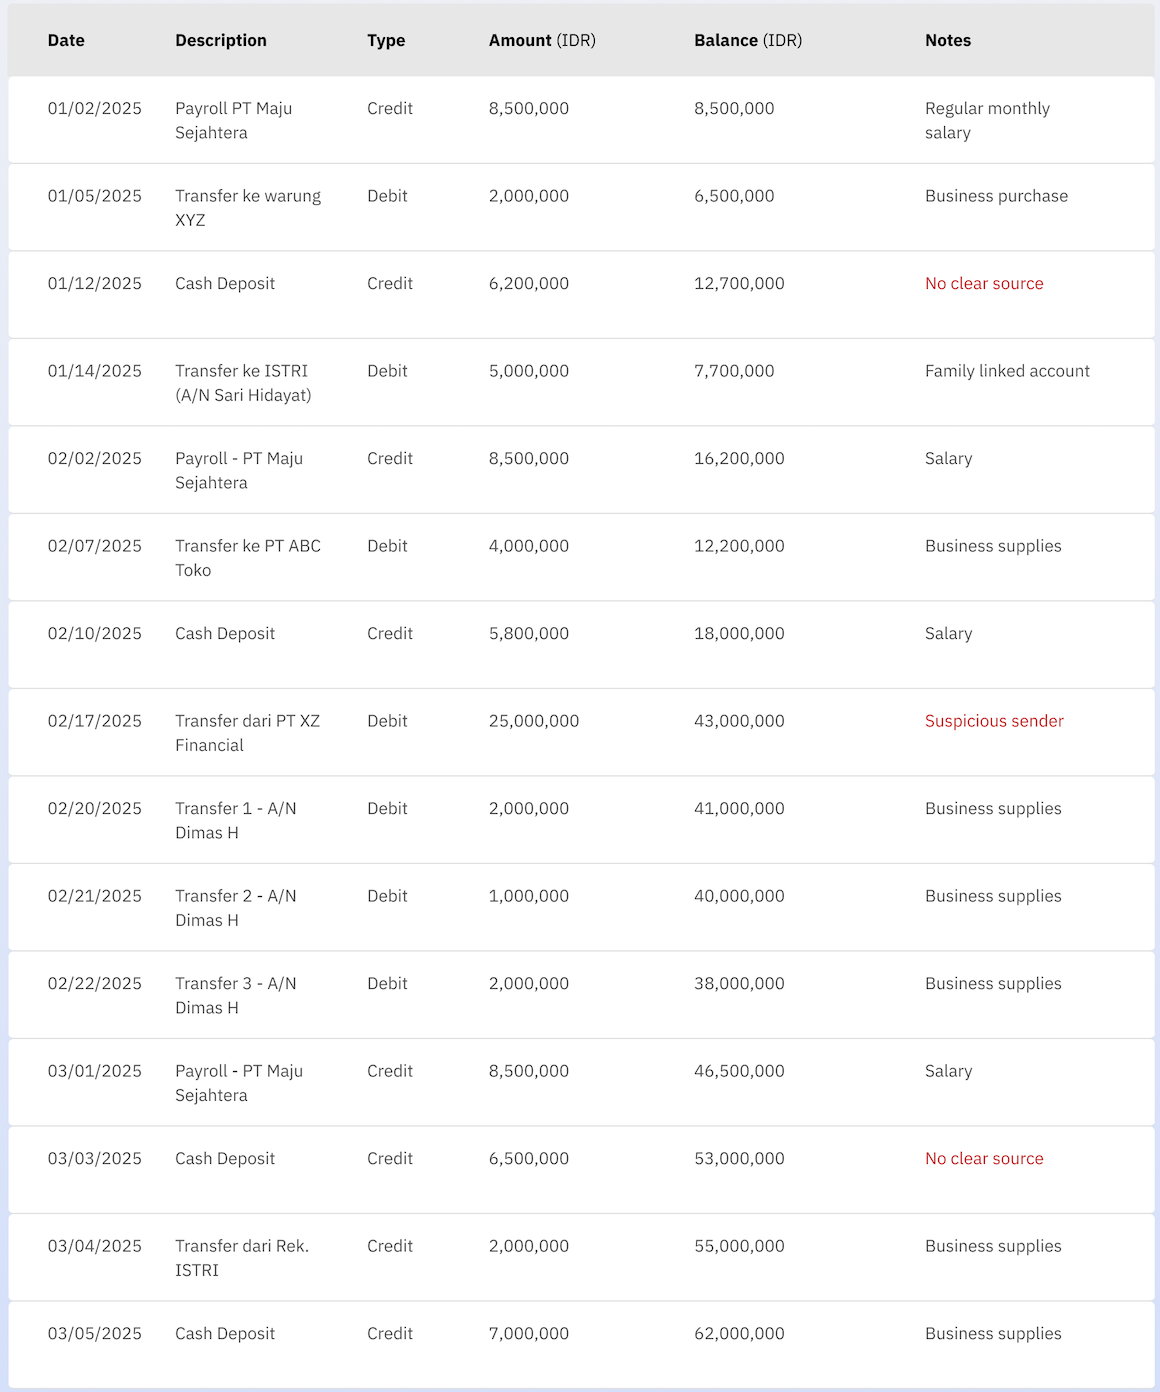 Date Description Type Amount (IDR) Balance (IDR) Notes
01/02/2025 Payroll PT Maju Credit 8,500,000 8,500,000 Regular monthly
Sejahtera salary
01/05/2025 Transfer ke warung Debit 2,000,000 6,500,000 Business purchase
XYZ
01/12/2025 Cash Deposit Credit 6,200,000 12,700,000 No clear source
01/14/2025 Transfer ke ISTRI Debit 5,000,000 7,700,000 Family linked account
(A/N Sari Hidayat)
02/02/2025 Payroll - PT Maju Credit 8,500,000 16,200,000 Salary
Sejahtera
02/07/2025 Transfer ke PT ABC Debit 4,000,000 12,200,000 Business supplies
Toko
02/10/2025 Cash Deposit Credit 5,800,000 18,000,000 Salary
02/17/2025 Transfer dari PT XZ Debit 25,000,000 43,000,000 Suspicious sender
Financial
02/20/2025 Transfer 1 - A/N Debit 2,000,000 41,000,000 Business supplies
Dimas H
02/21/2025 Transfer 2 - A/N Debit 1,000,000 40,000,000 Business supplies
Dimas H
02/22/2025 Transfer 3 - A/N Debit 2,000,000 38,000,000 Business supplies
Dimas H
03/01/2025 Payroll - PT Maju Credit 8,500,000 46,500,000 Salary
Sejahtera
03/03/2025 Cash Deposit Credit 6,500,000 53,000,000 No clear source
03/04/2025 Transfer dari Rek. Credit 2,000,000 55,000,000 Business supplies
ISTRI
03/05/2025 Cash Deposit Credit 7,000,000 62,000,000 Business supplies